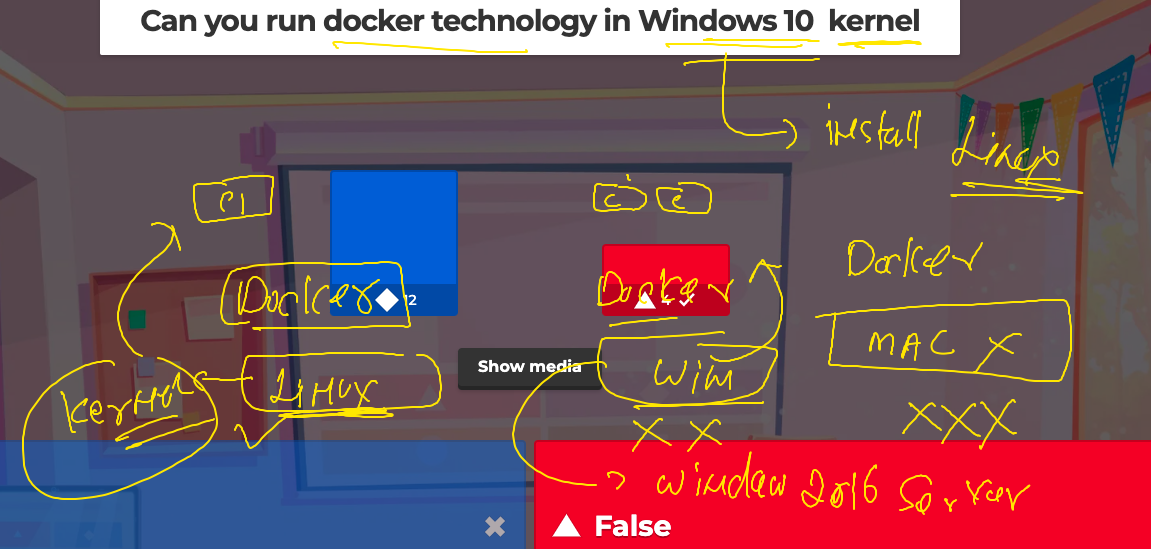 Can you run docker technology in Windows 10 kernel
install Linux
C1
C C
Docker
Docker 12
Docker 4
MAC X
Show media
Win
Linux
kernel
X X
XXX
window 2016 Server
False